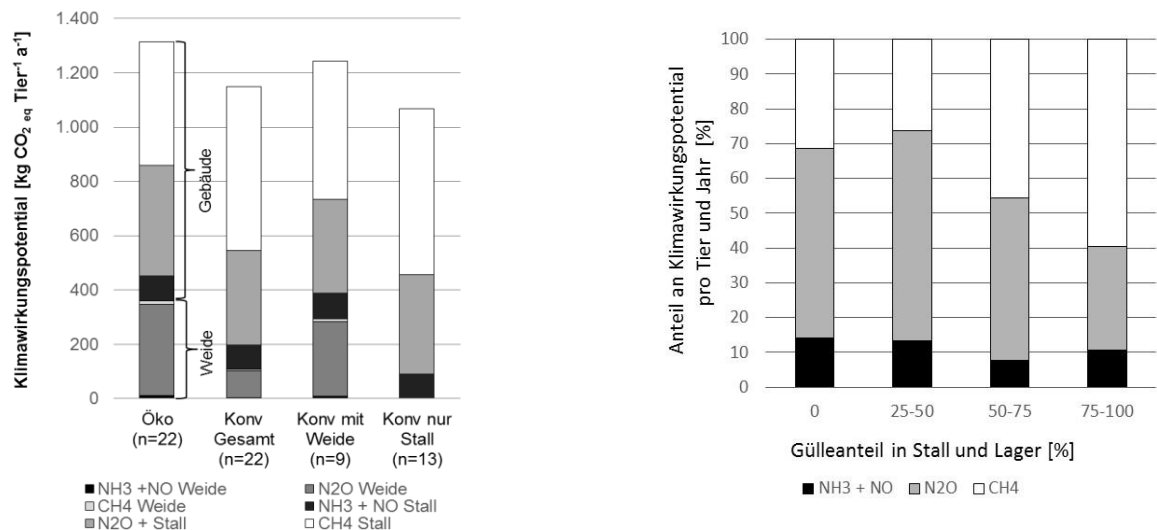 Klimawirkungspotential [kg CO2 eq Tier-1 a-1]
1.400
1.200
1.000
800
600
400
200
0
Gebäude
Weide
Öko
(n=22)
Konv
Gesamt
(n=22)
Konv mit
Weide
(n=9)
Konv nur
Stall
(n=13)
NH3 +NO Weide
N2O Weide
CH4 Weide
NH3 + NO Stall
N2O + Stall
CH4 Stall
Anteil an Klimawirkungspotential
pro Tier und Jahr [%]
100
90
80
70
60
50
40
30
20
10
0
0
25-50
50-75
75-100
Gülleanteil in Stall und Lager [%]
NH3 + NO
N2O
CH4